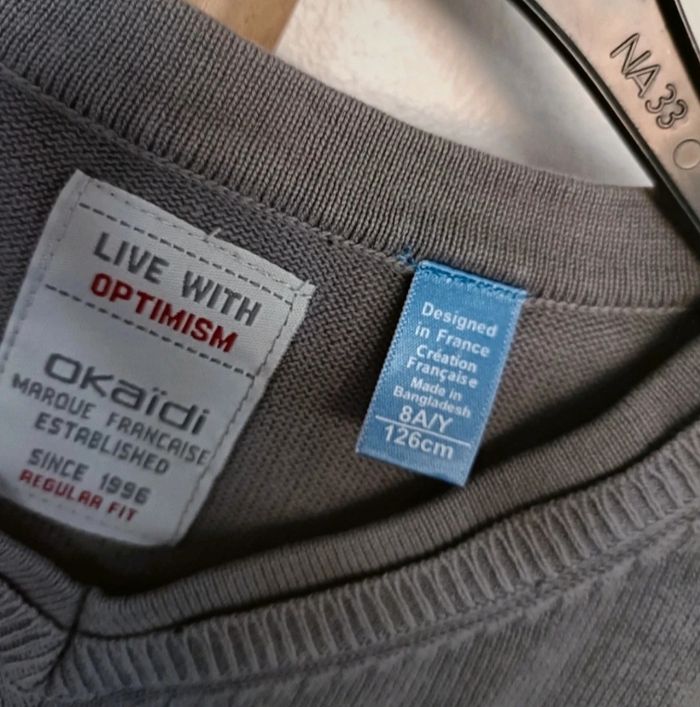 LIVE WITH
OPTIMISM
okaïdi
MARQUE FRANCAISE
ESTABLISHED
SINCE 1996
REGULAR FIT
Designed
in France
Création
Française
Made in
Bangladesh
8A/Y
126cm
NA33